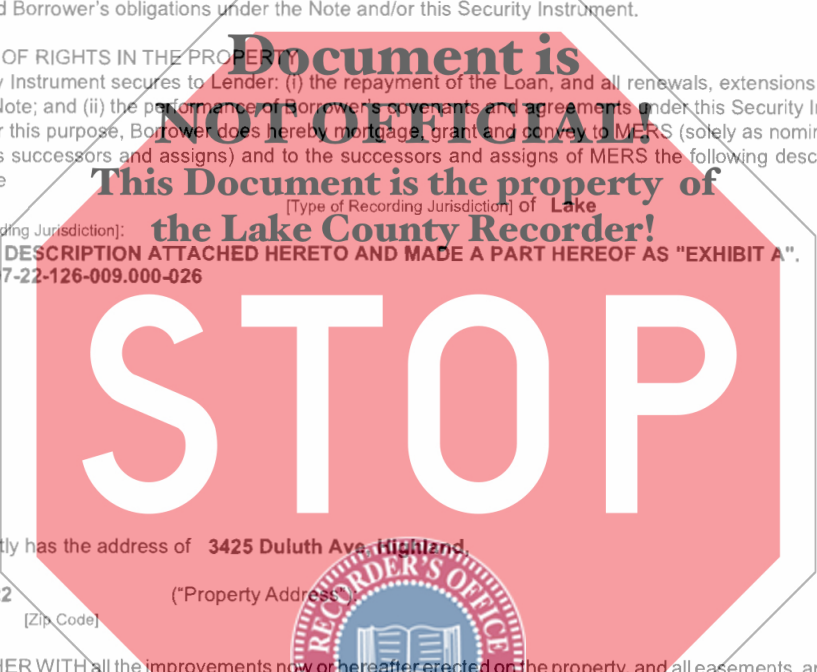 d Borrower's obligations under the Note and/or this Security Instrument.
OF RIGHTS IN THE PROPERTY
Document is
y Instrument secures to Lender: (i) the repayment of the Loan, and all renewals, extensions
Note; and (ii) the performance of Borrower's covenants and agreements under this Security In
NOT OFFICIAL!
r this purpose, Borrower does hereby mortgage, grant and convey to MERS (solely as nomin
s successors and assigns) and to the successors and assigns of MERS the following desc
e
This Document is the property of
[Type of Recording Jurisdiction] of Lake
ding Jurisdiction]:
the Lake County Recorder!
DESCRIPTION ATTACHED HERETO AND MADE A PART HEREOF AS "EXHIBIT A".
7-22-126-009.000-026
STOP
tly has the address of 3425 Duluth Ave, Highland,
2 ("Property Address"):
[Zip Code]
RECORDER'S OFFICE
HER WITH all the improvements now or hereafter erected on the property, and all easements, a